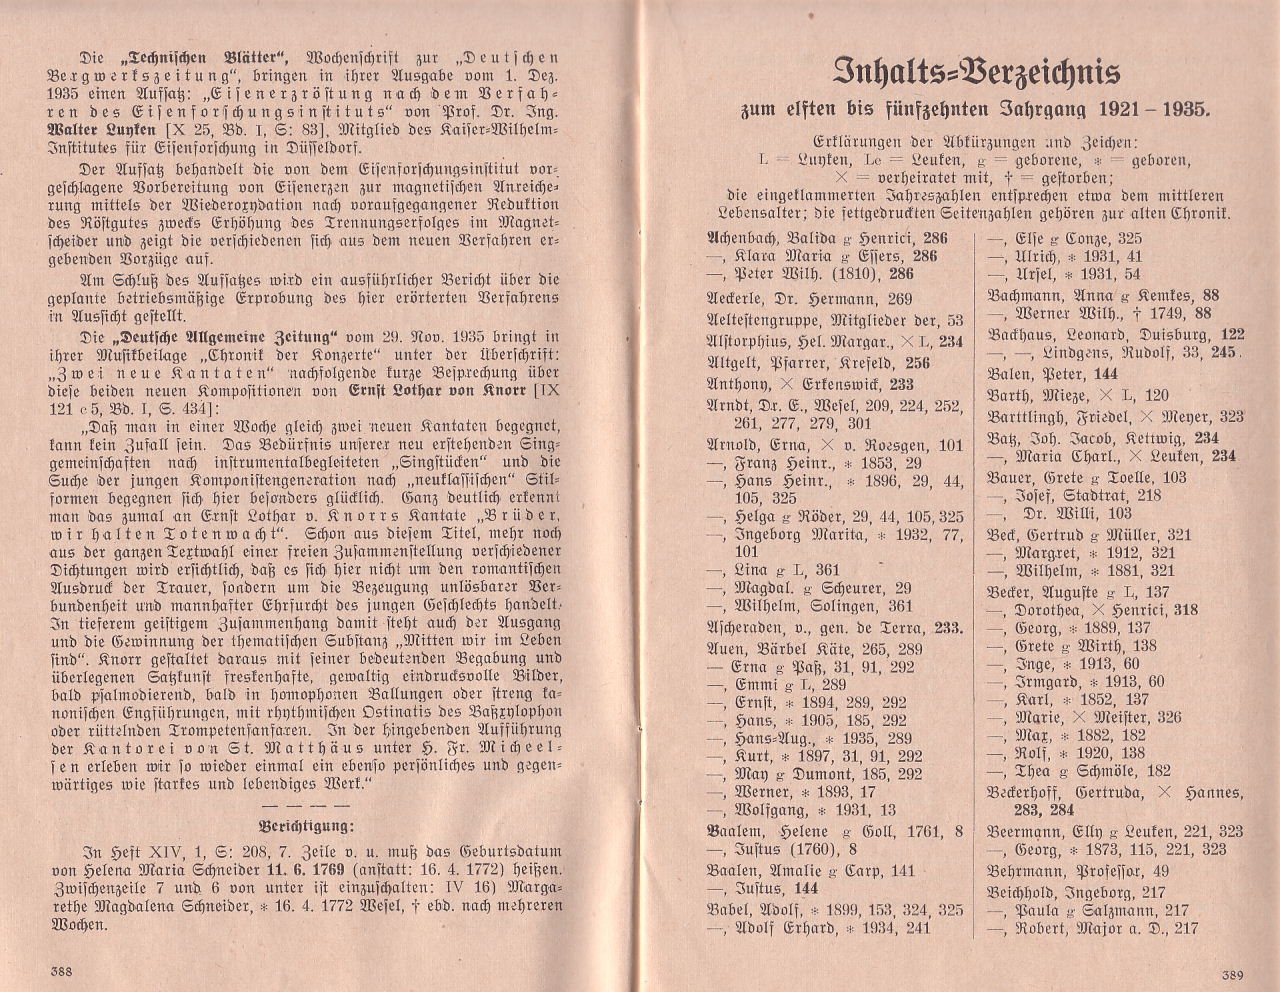 Die „Technischen Blätter“, Wochenschrift zur „Deutschen
Bergwerkszeitung“, bringen in ihrer Ausgabe vom 1. Dez.
1935 einen Aufsatz: „Eisenerzröstung nach dem Verfah-
ren des Eisenforschungsinstituts“ von Prof. Dr. Ing.
Walter Luyken [X 25, Bd. I, S: 83], Mitglied des Kaiser-Wilhelm-
Institutes für Eisenforschung in Düsseldorf.
Der Aufsatz behandelt die von dem Eisenforschungsinstitut vor-
geschlagene Vorbereitung von Eisenerzen zur magnetischen Anreiche-
rung mittels der Wiederoxydation nach voraufgegangener Reduktion
des Röstgutes zwecks Erhöhung des Trennungserfolges im Magnet-
scheider und zeigt die verschiedenen sich aus dem neuen Verfahren er-
gebenden Vorzüge auf.
Am Schluß des Aufsatzes wird ein ausführlicher Bericht über die
geplante betriebsmäßige Erprobung des hier erörterten Verfahrens
in Aussicht gestellt.
Die „Deutsche Allgemeine Zeitung“ vom 29. Nov. 1935 bringt in
ihrer Musikbeilage „Chronik der Konzerte“ unter der Überschrift:
„Zwei neue Kantaten“ nachfolgende kurze Besprechung über
diese beiden neuen Kompositionen von Ernst Lothar von Knorr [IX
121 c 5, Bd. I, S. 434]:
„Daß man in einer Woche gleich zwei neuen Kantaten begegnet,
kann kein Zufall sein. Das Bedürfnis unserer neu erstehenden Sing-
gemeinschaften nach instrumentalbegleiteten „Singstücken“ und die
Suche der jungen Komponistengeneration nach „neuklassischen“ Stil-
formen begegnen sich hier besonders glücklich. Ganz deutlich erkennt
man das zumal an Ernst Lothar v. Knorrs Kantate „Brüder,
wir halten Totenwacht“. Schon aus diesem Titel, mehr noch
aus der ganzen Textwahl einer freien Zusammenstellung verschiedener
Dichtungen wird ersichtlich, daß es sich hier nicht um den romantischen
Ausdruck der Trauer, sondern um die Bezeugung unlösbarer Ver-
bundenheit und mannhafter Ehrfurcht des jungen Geschlechts handelt.
In tieferem geistigem Zusammenhang damit steht auch der Ausgang
und die Gewinnung der thematischen Substanz „Mitten wir im Leben
sind“. Knorr gestaltet daraus mit seiner bedeutenden Begabung und
überlegenen Satzkunst freskenhafte, gewaltig eindrucksvolle Bilder,
bald psalmodierend, bald in homophonen Ballungen oder streng ka-
nonischen Engführungen, mit rhythmischen Ostinatis des Baßxylophon
oder rüttelnden Trompetenfanfaren. In der hingebenden Aufführung
der Kantorei von St. Matthäus unter H. Fr. Micheel-
sen erleben wir so wieder einmal ein ebenso persönliches und gegen-
wärtiges wie starkes und lebendiges Werk.“
— — — —
Berichtigung:
In Heft XIV, 1, S: 208, 7. Zeile v. u. muß das Geburtsdatum
von Helena Maria Schneider 11. 6. 1769 (anstatt: 16. 4. 1772) heißen.
Zwischenzeile 7 und 6 von unter ist einzuschalten: IV 16) Marga-
rethe Magdalena Schneider, * 16. 4. 1772 Wesel, † ebd. nach mehreren
Wochen.
388
Inhalts-Verzeichnis
zum elften bis fünfzehnten Jahrgang 1921 – 1935.
Erklärungen der Abkürzungen und Zeichen:
L = Luyken, Le = Leuken, g = geborene, * = geboren,
× = verheiratet mit, † = gestorben;
die eingeklammerten Jahreszahlen entsprechen etwa dem mittleren
Lebensalter; die fettgedruckten Seitenzahlen gehören zur alten Chronik.
Achenbach, Balida g Henrici, 286
—, Klara Maria g Essers, 286
—, Peter Wilh. (1810), 286
Aeckerle, Dr. Hermann, 269
Aeltestengruppe, Mitglieder der, 53
Alstorphius, Hel. Margar., × L, 234
Altgelt, Pfarrer, Krefeld, 256
Anthony, × Erkenswick, 233
Arndt, Dr. E., Wesel, 209, 224, 252,
261, 277, 279, 301
Arnold, Erna, × v. Roesgen, 101
—, Franz Heinr., * 1853, 29
—, Hans Heinr., * 1896, 29, 44,
105, 325
—, Helga g Röder, 29, 44, 105, 325
—, Ingeborg Marita, * 1932, 77,
101
—, Lina g L, 361
—, Magdal. g Scheurer, 29
—, Wilhelm, Solingen, 361
Ascheraden, v., gen. de Terra, 233.
Auen, Bärbel Käte, 265, 289
— Erna g Paß, 31, 91, 292
—, Emmi g L, 289
—, Ernst, * 1894, 289, 292
—, Hans, * 1905, 185, 292
—, Hans-Aug., * 1935, 289
—, Kurt, * 1897, 31, 91, 292
—, May g Dumont, 185, 292
—, Werner, * 1893, 17
—, Wolfgang, * 1931, 13
Baalem, Helene g Goll, 1761, 8
—, Justus (1760), 8
Baalen, Amalie g Carp, 141
—, Justus, 144
Babel, Adolf, * 1899, 153, 324, 325
—, Adolf Erhard, * 1934, 241
—, Else g Conze, 325
—, Ulrich, * 1931, 41
—, Ursel, * 1931, 54
Bachmann, Anna g Kemkes, 88
—, Werner Wilh., † 1749, 88
Backhaus, Leonard, Duisburg, 122
—, —, Lindgens, Rudolf, 33, 245.
Balen, Peter, 144
Barth, Mieze, × L, 120
Barttlingh, Friedel, × Meyer, 323
Batz, Joh. Jacob, Kettwig, 234
—, Maria Charl., × Leuken, 234
Bauer, Grete g Toelle, 103
—, Josef, Stadtrat, 218
—, Dr. Willi, 103
Beck, Gertrud g Müller, 321
—, Margret, * 1912, 321
—, Wilhelm, * 1881, 321
Becker, Auguste g L, 137
—, Dorothea, × Henrici, 318
—, Georg, * 1889, 137
—, Grete g Wirth, 138
—, Inge, * 1913, 60
—, Irmgard, * 1913, 60
—, Karl, * 1852, 137
—, Marie, × Meister, 326
—, Max, * 1882, 182
—, Rolf, * 1920, 138
—, Thea g Schmöle, 182
Beckerhoff, Gertruda, × Hannes,
283, 284
Beermann, Elly g Leuken, 221, 323
—, Georg, * 1873, 115, 221, 323
Behrmann, Professor, 49
Beichhold, Ingeborg, 217
—, Paula g Salzmann, 217
—, Robert, Major a. D., 217
389